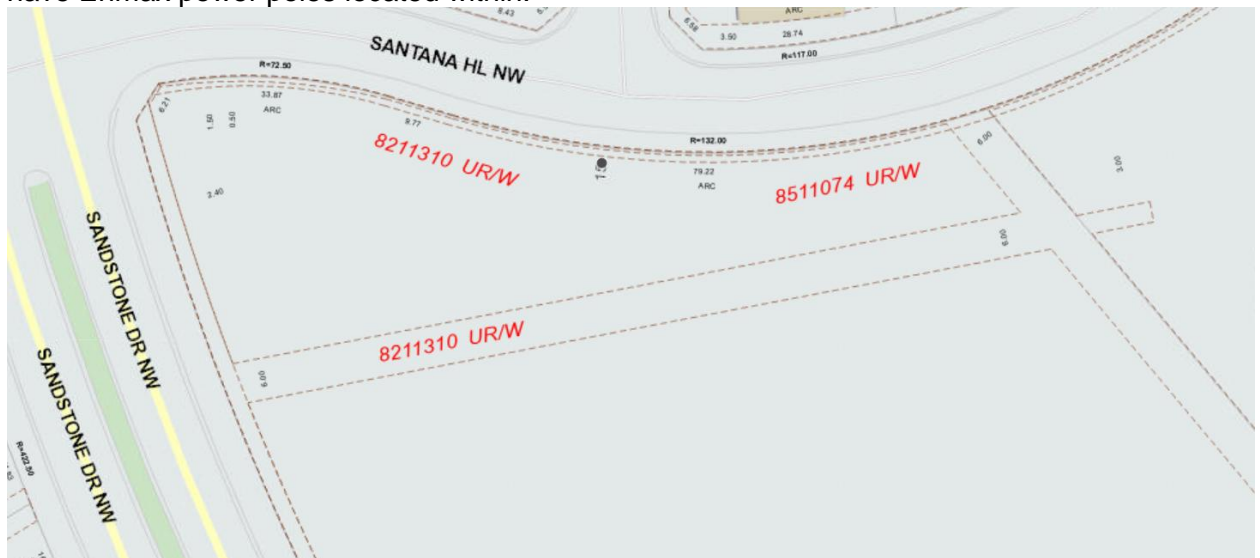 have Enmax power poles located within.
8.43
6.58
3.50
28.74
ARC
R=117.00
SANTANA HL NW
R=72.50
33.87
ARC
6.21
1.50
0.50
9.77
8211310 UR/W
2.40
R=132.00
15
79.22
ARC
8511074 UR/W
6.00
3.00
6.00
SANDSTONE DR NW
8211310 UR/W
6.00
SANDSTONE DR NW
R=422.50